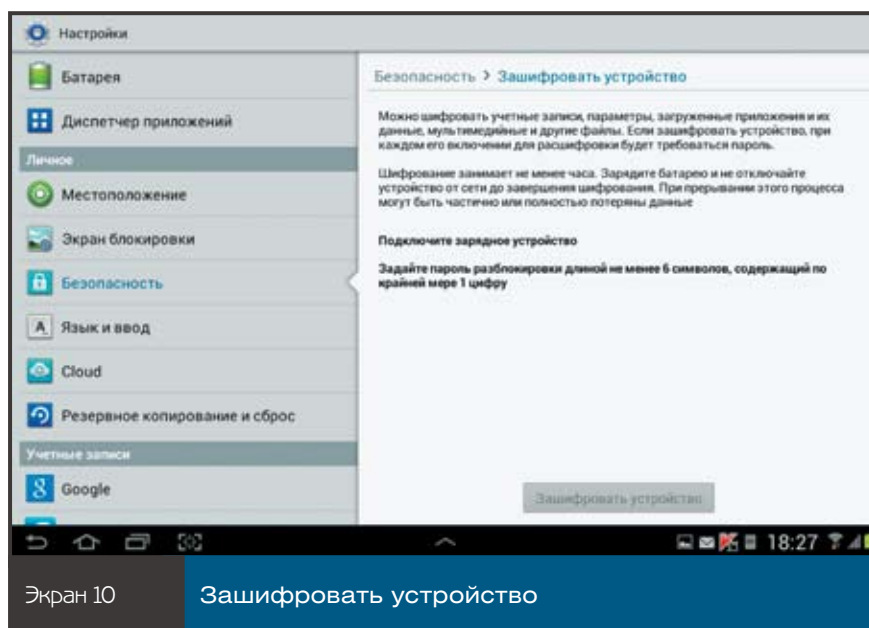 Настройки
Батарея
Диспетчер приложений
Личное
Местоположение
Экран блокировки
Безопасность
Язык и ввод
Cloud
Резервное копирование и сброс
Учетные записи
Google
Безопасность > Зашифровать устройство
Можно шифровать учетные записи, параметры, загруженные приложения и их
данные, мультимедийные и другие файлы. Если зашифровать устройство, при
каждом его включении для расшифровки будет требоваться пароль.
Шифрование занимает не менее часа. Зарядите батарею и не отключайте
устройство от сети до завершения шифрования. При прерывании этого процесса
могут быть частично или полностью потеряны данные
Подключите зарядное устройство
Задайте пароль разблокировки длиной не менее 6 символов, содержащий по
крайней мере 1 цифру
Зашифровать устройство
18:27
Экран 10
Зашифровать устройство